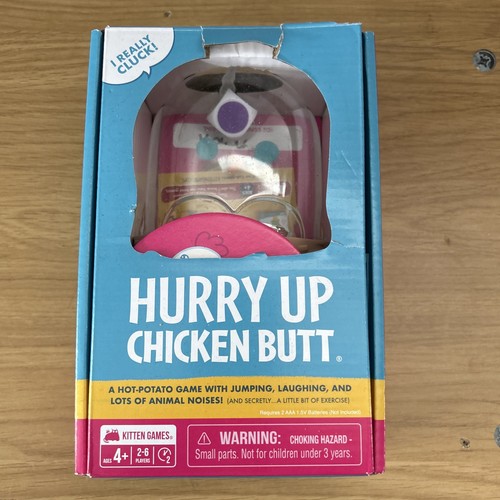 I REALLY
CLUCK!
HURRY UP
CHICKEN BUTT®
A HOT-POTATO GAME WITH JUMPING, LAUGHING, AND
LOTS OF ANIMAL NOISES! (AND SECRETLY...A LITTLE BIT OF EXERCISE)
Requires 2 AAA 1.5V Batteries (Not Included)
KITTEN GAMES®
AGES 4+ 2-6 PLAYERS 2
WARNING: CHOKING HAZARD -
Small parts. Not for children under 3 years.